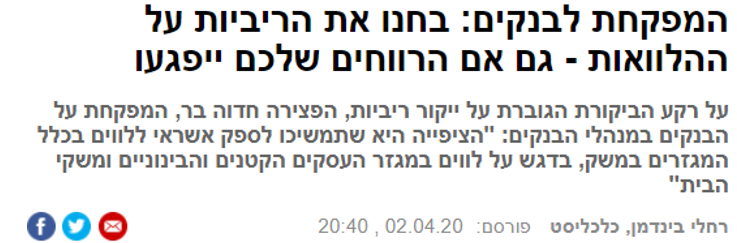 המפקחת לבנקים: בחנו את הריביות על
ההלוואות - גם אם הרווחים שלכם ייפגעו
על רקע הביקורת הגוברת על ייקור ריביות, הפצירה חדוה בר, המפקחת על
הבנקים במנהלי הבנקים: "הציפייה היא שתמשיכו לספק אשראי ללווים בכלל
המגזרים במשק, בדגש על לווים במגזר העסקים הקטנים והבינוניים ומשקי
הבית"
רחלי בינדמן, כלכליסט פורסם: 02.04.20 , 20:40